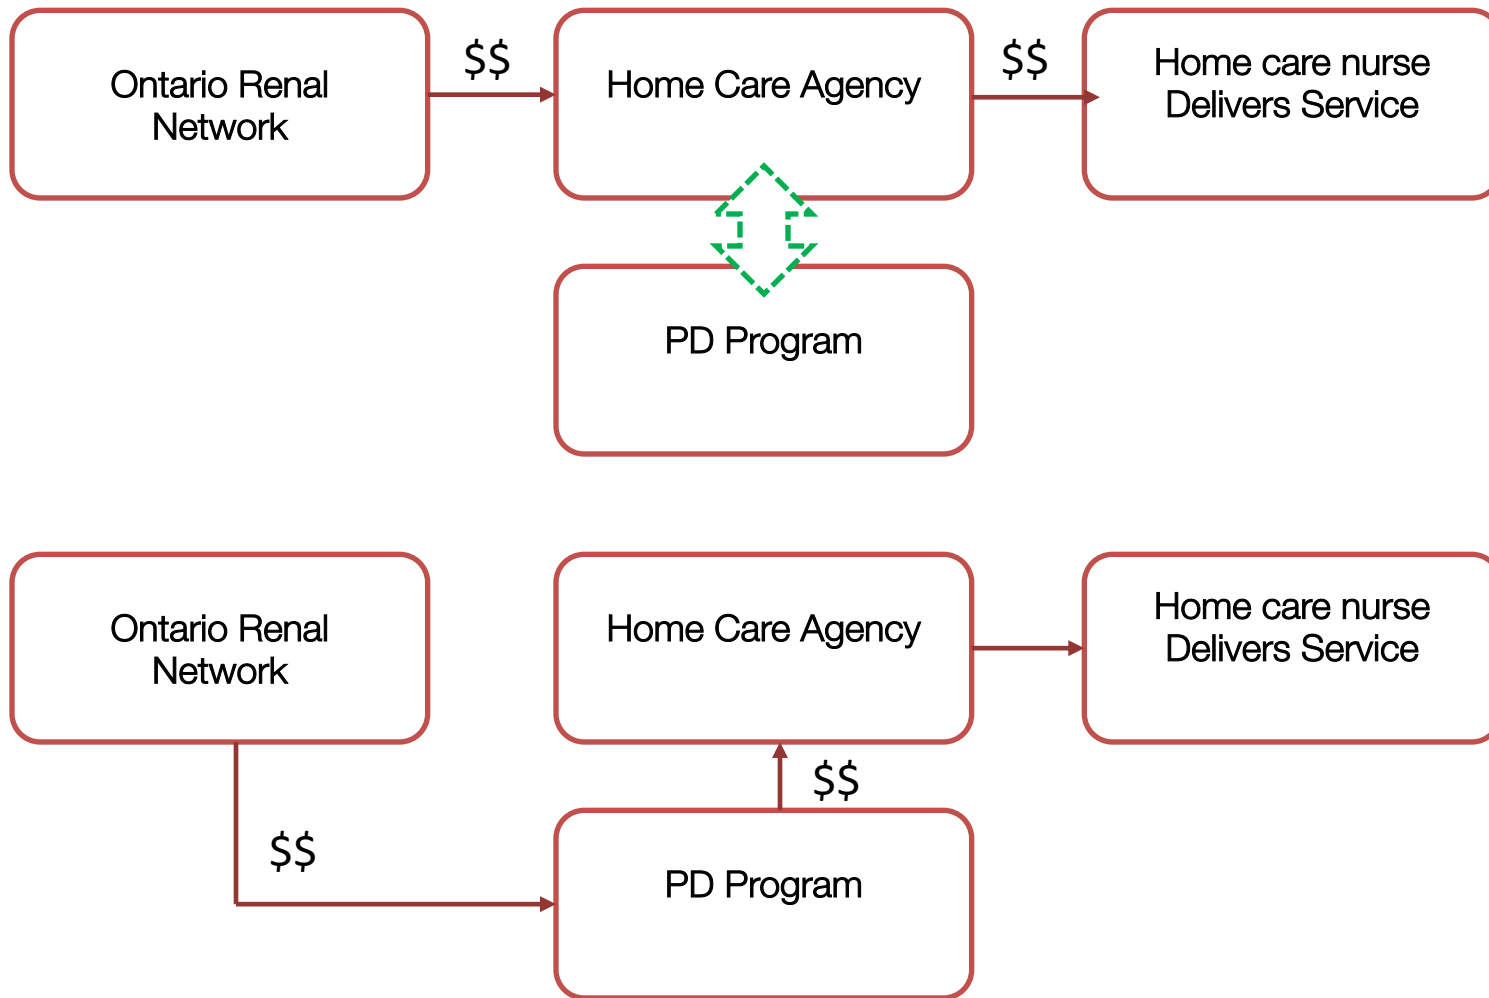 Ontario Renal
Network
$$
Home Care Agency
$$
Home care nurse
Delivers Service
PD Program
Ontario Renal
Network
Home Care Agency
Home care nurse
Delivers Service
$$
$$
PD Program